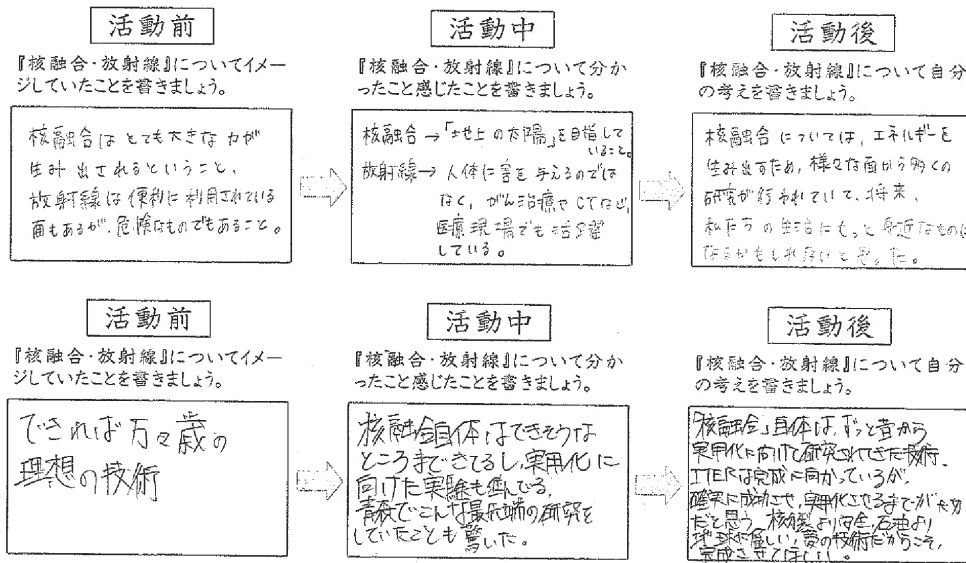 活動前
『核融合・放射線』についてイメー
ジしていたことを書きましょう。
核融合はとても大きな力が
生み出されるということ、
放射線は便利に利用されている
面もあるが、危険なものでもあること。
活動中
『核融合・放射線』について分か
ったこと感じたことを書きましょう。
核融合→「地上の太陽」を目指して
いること。
放射線→人体に害を与えるのでは
なく、がん治療やCTなど、
医療現場でも活躍
している。
活動後
『核融合・放射線』について自分
の考えを書きましょう。
核融合については、エネルギーを
生み出すため、様々な面から多くの
研究が行われていて、将来、
私たちの生活にもっと身近なものに
なるかもしれないと思った。
活動前
『核融合・放射線』についてイメー
ジしていたことを書きましょう。
できれば万々歳の
理想の技術
活動中
『核融合・放射線』について分か
ったこと感じたことを書きましょう。
核融合自体はできそうな
ところまできてるし、実用化に
向けた実験も進んでる。
青森でこんな最先端の研究を
していたことも驚いた。
活動後
『核融合・放射線』について自分
の考えを書きましょう。
「核融合」自体は、ずっと昔から
実用化に向けて研究されてきた技術。
ITERは完成に向かっているが、
確実に成功させ、実用化させるまでが大切
だと思う。核分裂より安全、石油より
地球に優しい、夢の技術だからこそ、
完成させてほしい。